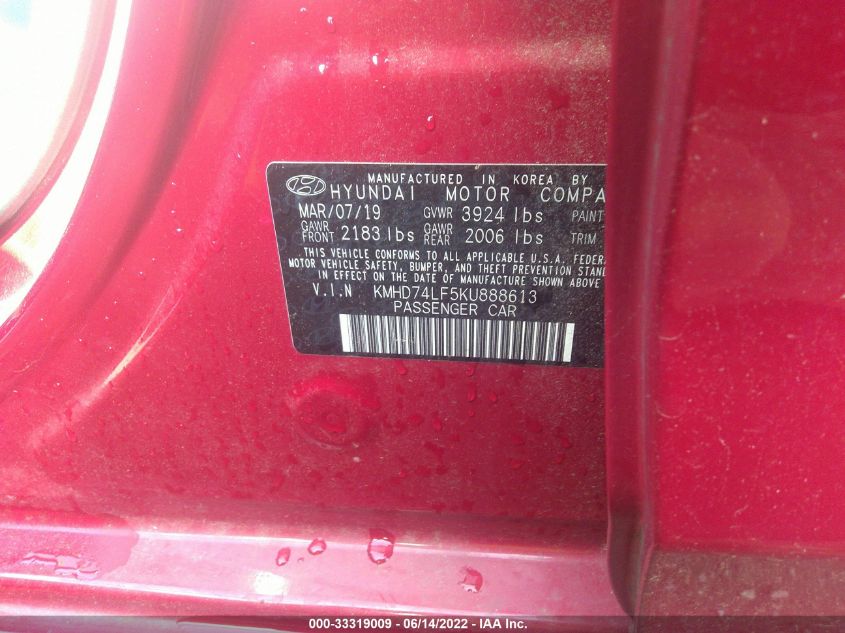 MANUFACTURED IN KOREA BY
HYUNDAI MOTOR COMPA
MAR/07/19 GVWR 3924 lbs PAINT
GAWR FRONT 2183 lbs GAWR REAR 2006 lbs TRIM
THIS VEHICLE CONFORMS TO ALL APPLICABLE U.S.A. FEDER
MOTOR VEHICLE SAFETY, BUMPER, AND THEFT PREVENTION STAN
IN EFFECT ON THE DATE OF MANUFACTURE SHOWN ABOVE.
V.I.N KMHD74LF5KU888613
PASSENGER CAR
000-33319009 - 06/14/2022 - IAA Inc.